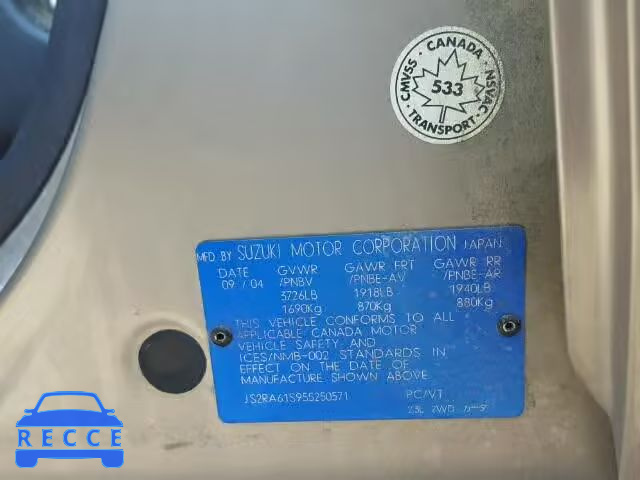 CMVSS • CANADA • NSVAC
533
TRANSPORT
MFD BY SUZUKI MOTOR CORPORATION JAPAN
DATE GVWR GAWR FRT GAWR RR
09 / 04 /PNBV /PNBE-AV /PNBE-AR
3726LB 1918LB 1940LB
1690Kg 870Kg 880Kg
THIS VEHICLE CONFORMS TO ALL
APPLICABLE CANADA MOTOR
VEHICLE SAFETY AND
ICES/NMB-002 STANDARDS IN
EFFECT ON THE DATE OF
MANUFACTURE SHOWN ABOVE.
JS2RA61S955250571 PC/VT
2.3L 2WD
RECCE